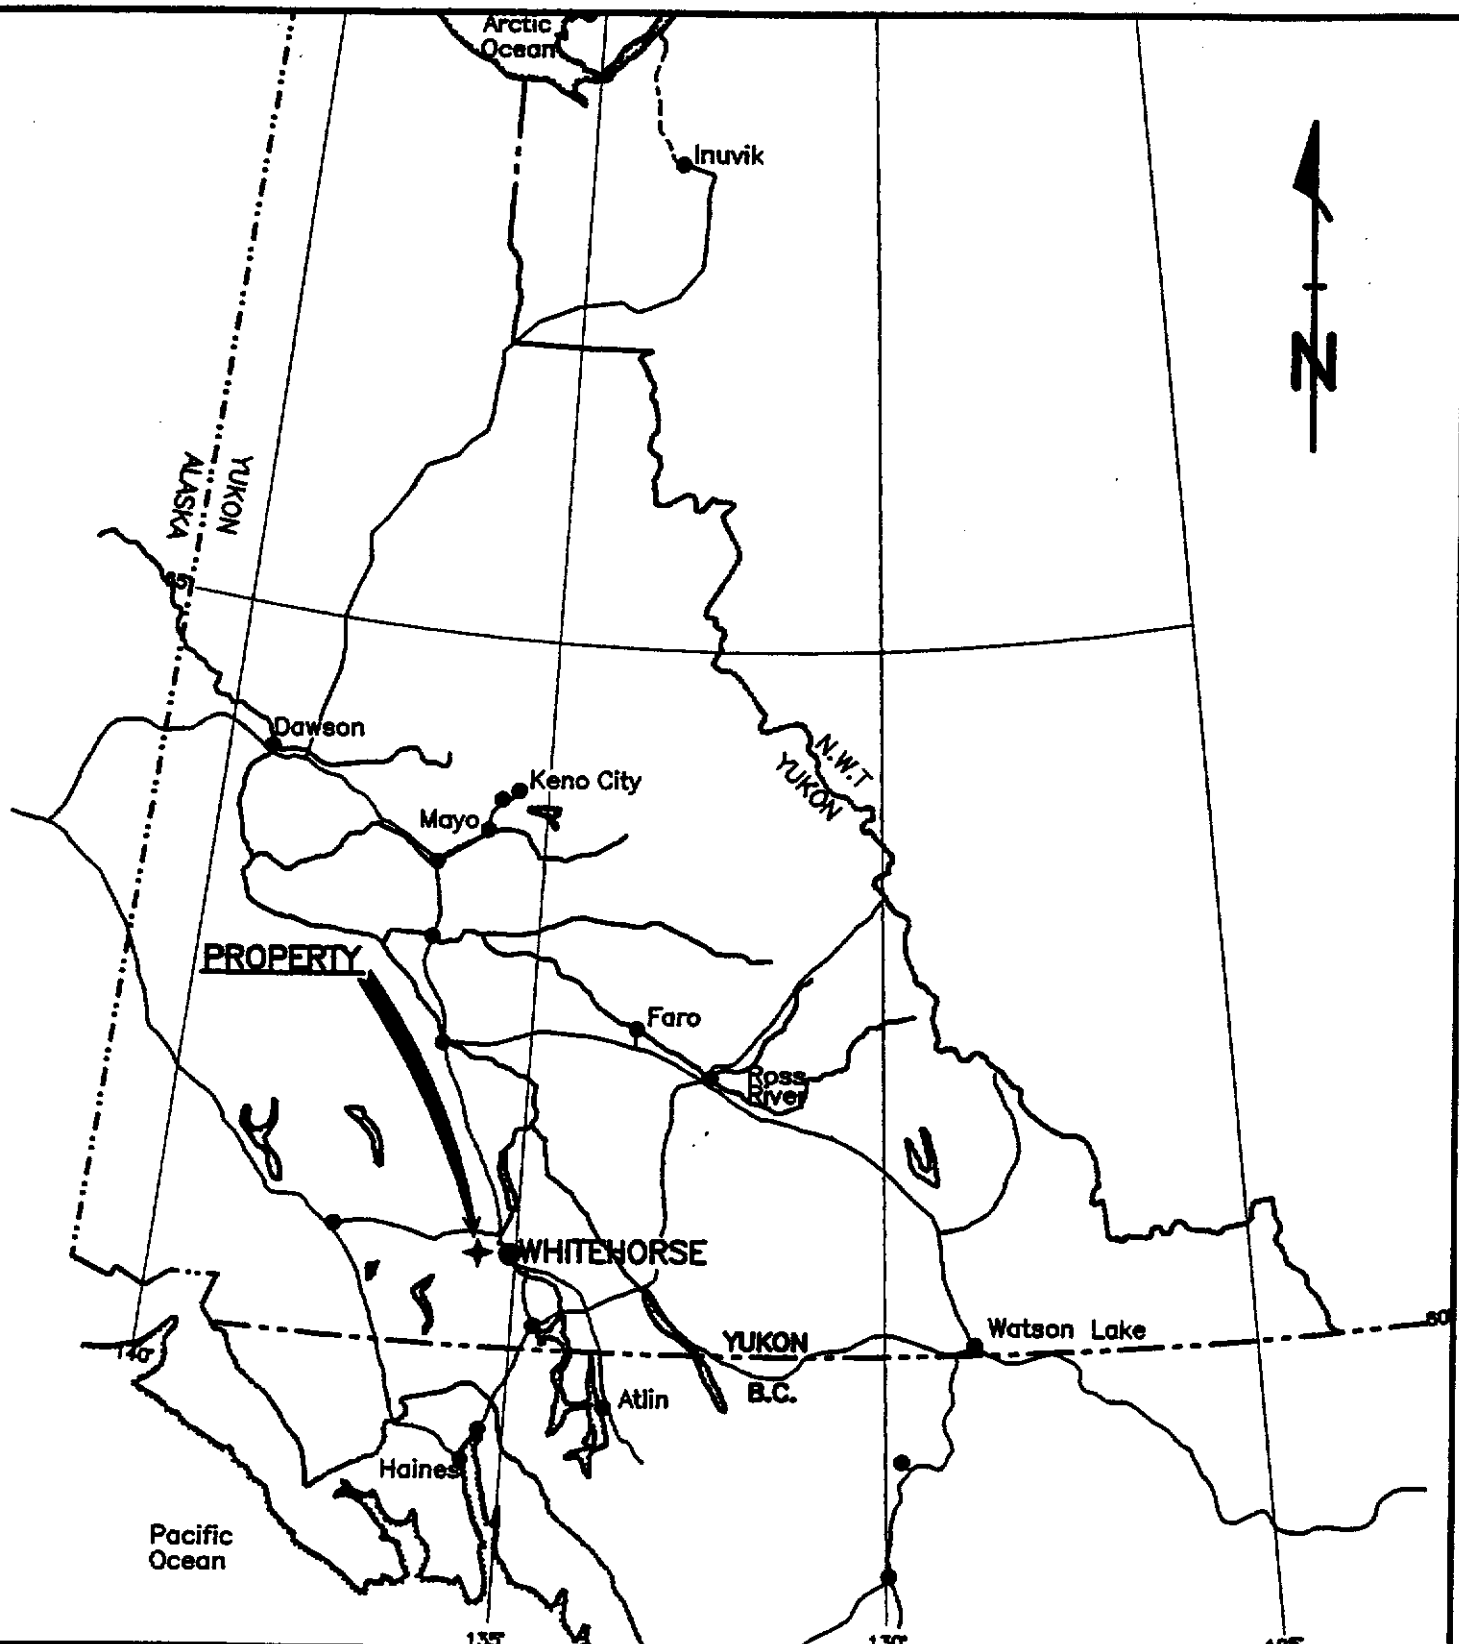 Arctic
Ocean
Inuvik
N
YUKON
ALASKA
65°
Dawson
Keno City
Mayo
N.W.T
YUKON
PROPERTY
Faro
Ross
River
WHITEHORSE
Watson Lake
60°
YUKON
B.C.
140°
Atlin
Haines
Pacific
Ocean
135°
130°